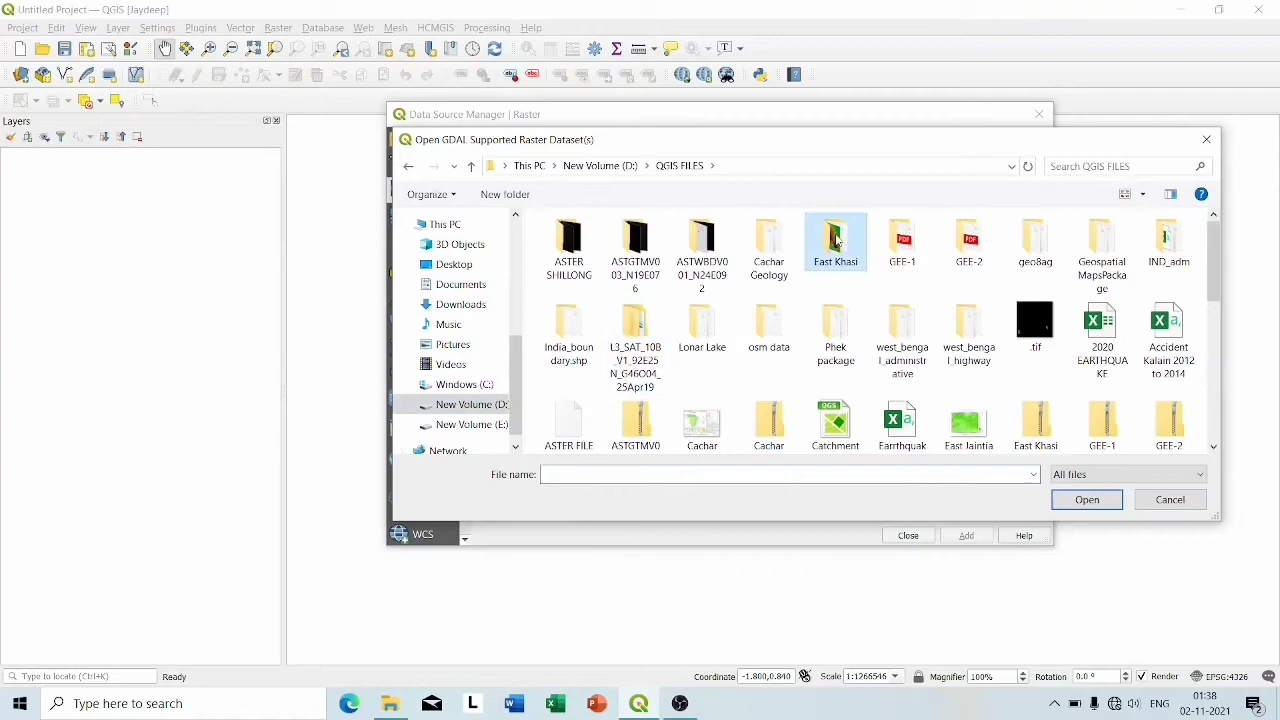 Untitled Project — QGIS [Jaydeep]
Project Edit View Layer Settings Plugins Vector Raster Database Web Mesh HCMGIS Processing Help
Layers
Data Source Manager | Raster
Open GDAL Supported Raster Dataset(s)
This PC > New Volume (D:) > QGIS FILES >
Search QGIS FILES
Organize
New folder
This PC
3D Objects
Desktop
Documents
Downloads
Music
Pictures
Videos
Windows (C:)
New Volume (D:
New Volume (E:)
Network
ASTER SHILLONG
ASTGTMV003_N19E076
ASTWBDV001_N24E092
Cachar Geology
East Khasi
GEE-1
GEE-2
geo8ag
Geospatial MapsPackage
IND_adm
India_boundary.shp
L3_SAT_10B_V1_92E25N_G46O04_25Apr19
Lonar Lake
osm data
Phek package
west_bengal_administrative
west_bengal_highway
.tif
2020 EARTHQUAKE
Accident Kalain 2012 to 2014
ASTER FILE
ASTGTMV0
Cachar
Cachar
Catchment
Earrthquak
East Jaintia
East Khasi
GEE-1
GEE-2
File name:
All files
Open
Cancel
WCS
Close
Add
Help
Type to locate (Ctrl+K)
Ready
Coordinate -1.800,0.840
Scale 1:1266546
Magnifier 100%
Rotation 0.0 °
Render
EPSG:4326
Type here to search
ENG
01:38
02-11-2021
2